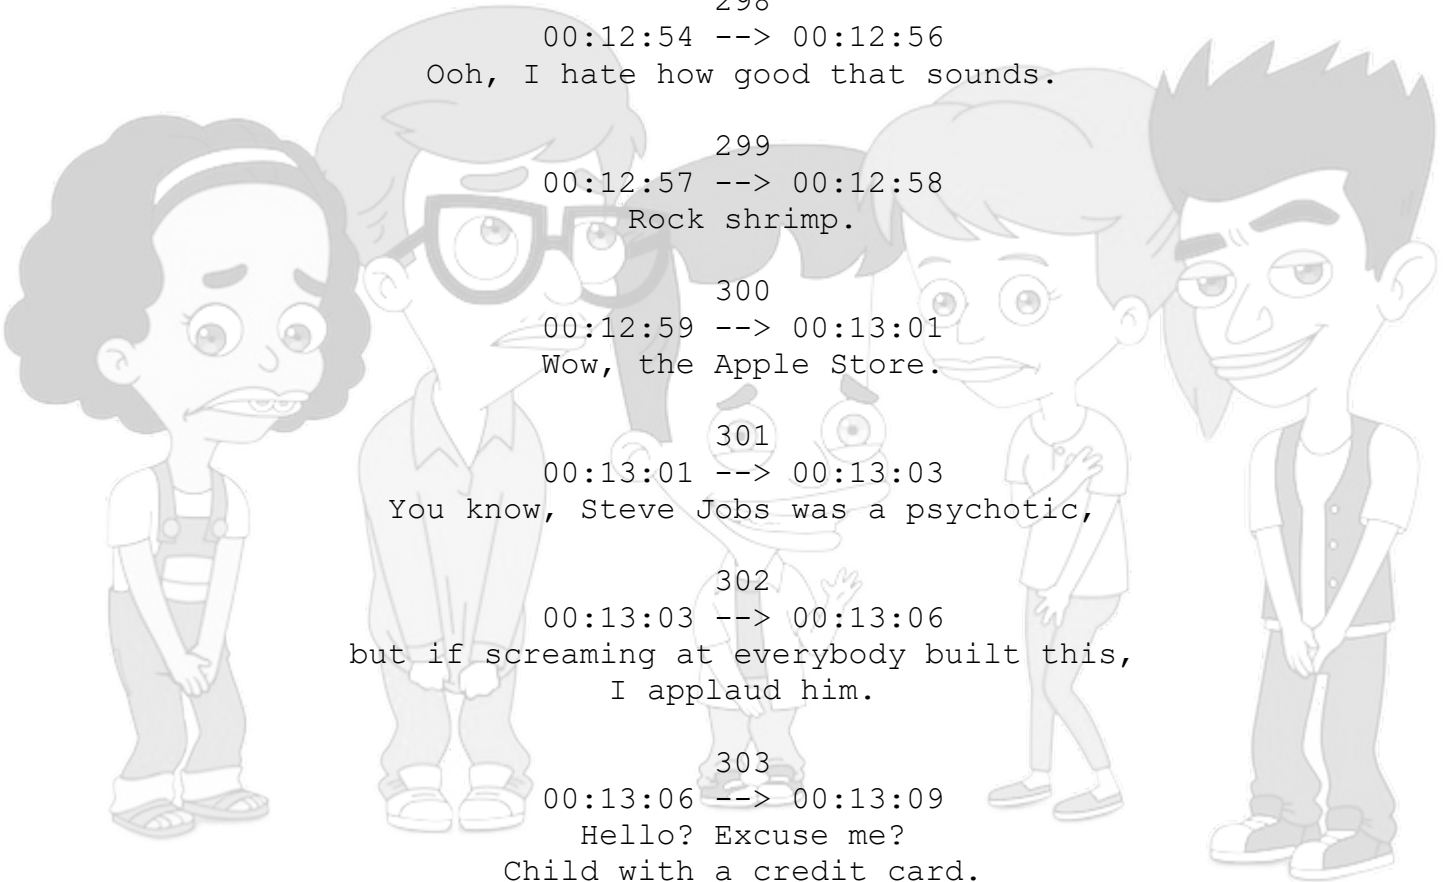 298
00:12:54 --> 00:12:56
Ooh, I hate how good that sounds.
299
00:12:57 --> 00:12:58
Rock shrimp.
300
00:12:59 --> 00:13:01
Wow, the Apple Store.
301
00:13:01 --> 00:13:03
You know, Steve Jobs was a psychotic,
302
00:13:03 --> 00:13:06
but if screaming at everybody built this,
I applaud him.
303
00:13:06 --> 00:13:09
Hello? Excuse me?
Child with a credit card.